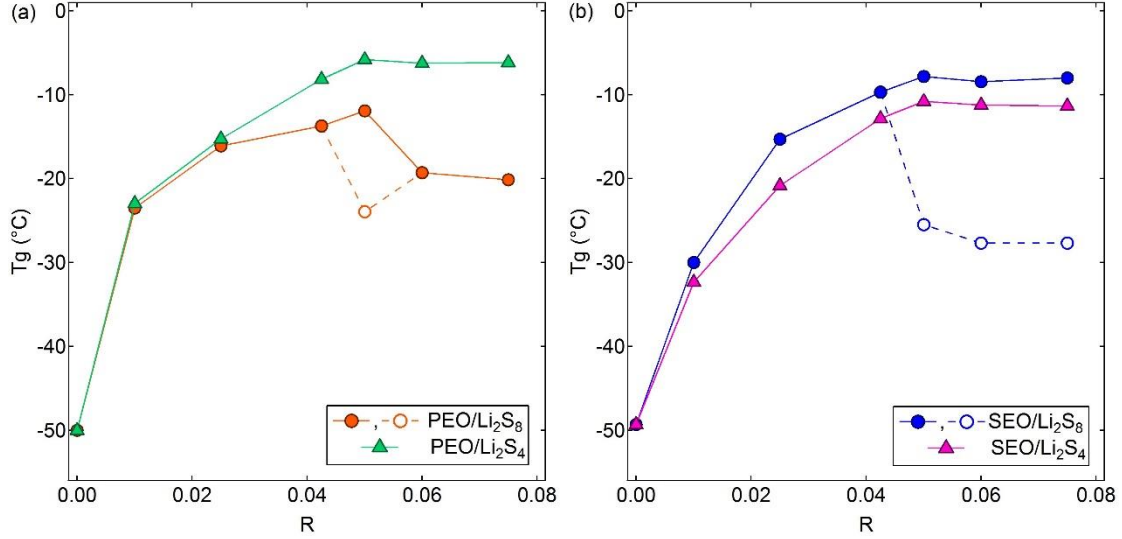 (a)
0
-10
-20
-30
-40
-50
Tg (°C)
0.00 0.02 0.04 0.06 0.08
R
, PEO/Li₂S₈
PEO/Li₂S₄
(b)
0
-10
-20
-30
-40
-50
Tg (°C)
0.00 0.02 0.04 0.06 0.08
R
, SEO/Li₂S₈
SEO/Li₂S₄